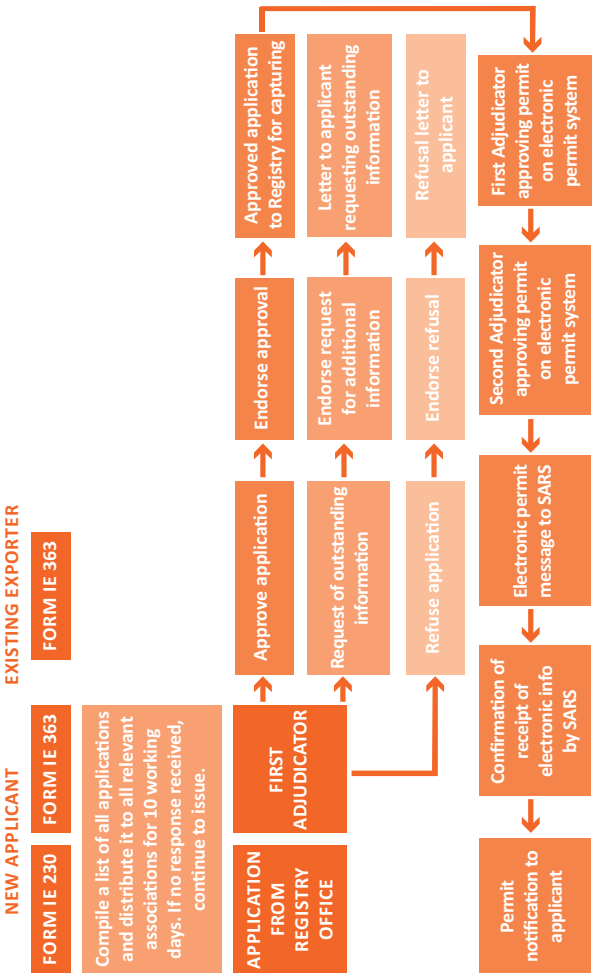 NEW APPLICANT
EXISTING EXPORTER
FORM IE 230
FORM IE 363
FORM IE 363
Compile a list of all applications
and distribute it to all relevant
associations for 10 working
days. If no response received,
continue to issue.
APPLICATION
FROM
REGISTRY
OFFICE
FIRST
ADJUDICATOR
Approve application
Endorse approval
Approved application
to Registry for capturing
Request of outstanding
information
Endorse request
for additional
information
Letter to applicant
requesting outstanding
information
Refuse application
Endorse refusal
Refusal letter to
applicant
First Adjudicator
approving permit
on electronic
permit system
Second Adjudicator
approving permit
on electronic
permit system
Electronic permit
message to SARS
Confirmation of
receipt of
electronic info
by SARS
Permit
notification to
applicant